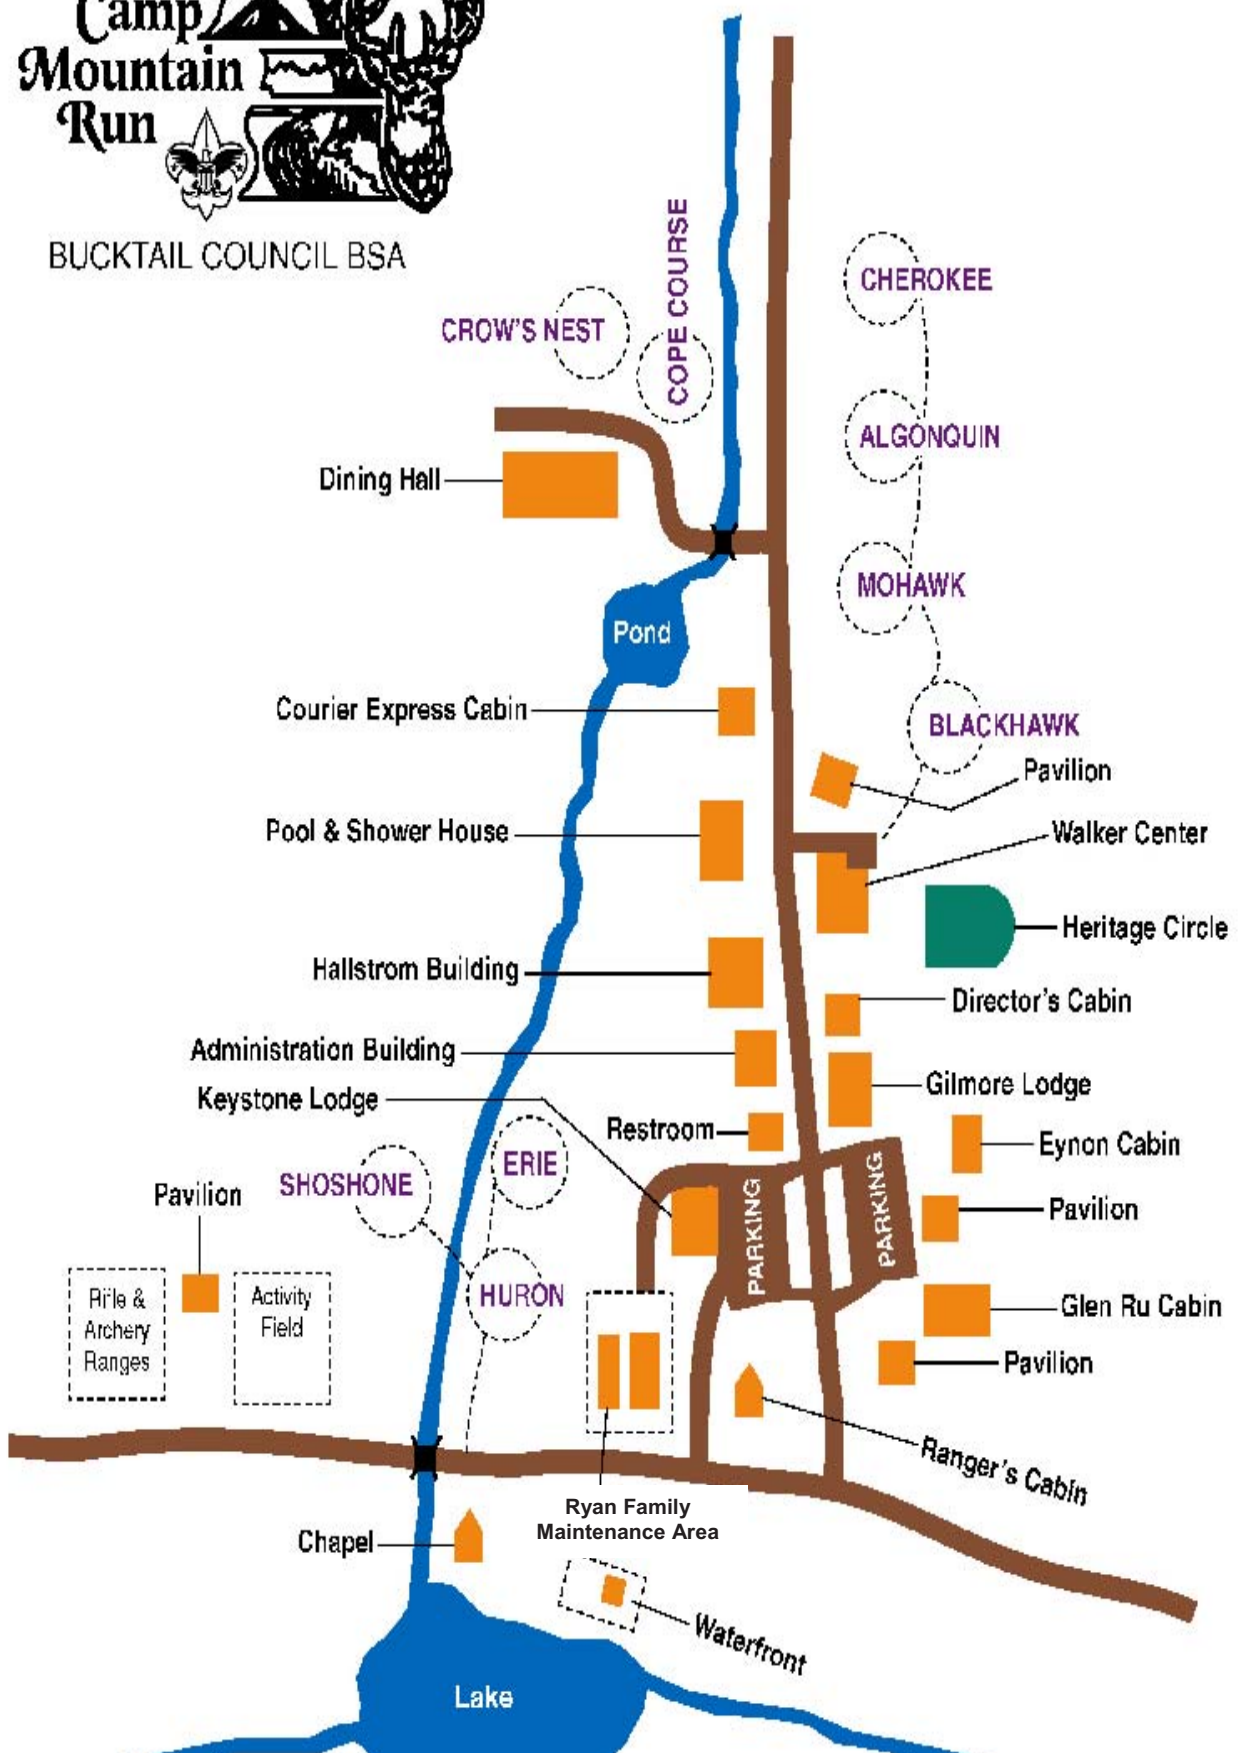 Camp
Mountain
Run
BUCKTAIL COUNCIL BSA
COPE COURSE
CHEROKEE
CROW'S NEST
ALGONQUIN
Dining Hall
MOHAWK
Pond
Courier Express Cabin
BLACKHAWK
Pavilion
Pool & Shower House
Walker Center
Heritage Circle
Hallstrom Building
Director's Cabin
Administration Building
Gilmore Lodge
Keystone Lodge
Restroom
Eynon Cabin
ERIE
SHOSHONE
Pavilion
PARKING
PARKING
Pavilion
HURON
Rifle &
Archery
Ranges
Activity
Field
Glen Ru Cabin
Pavilion
Ranger's Cabin
Ryan Family
Maintenance Area
Chapel
Waterfront
Lake